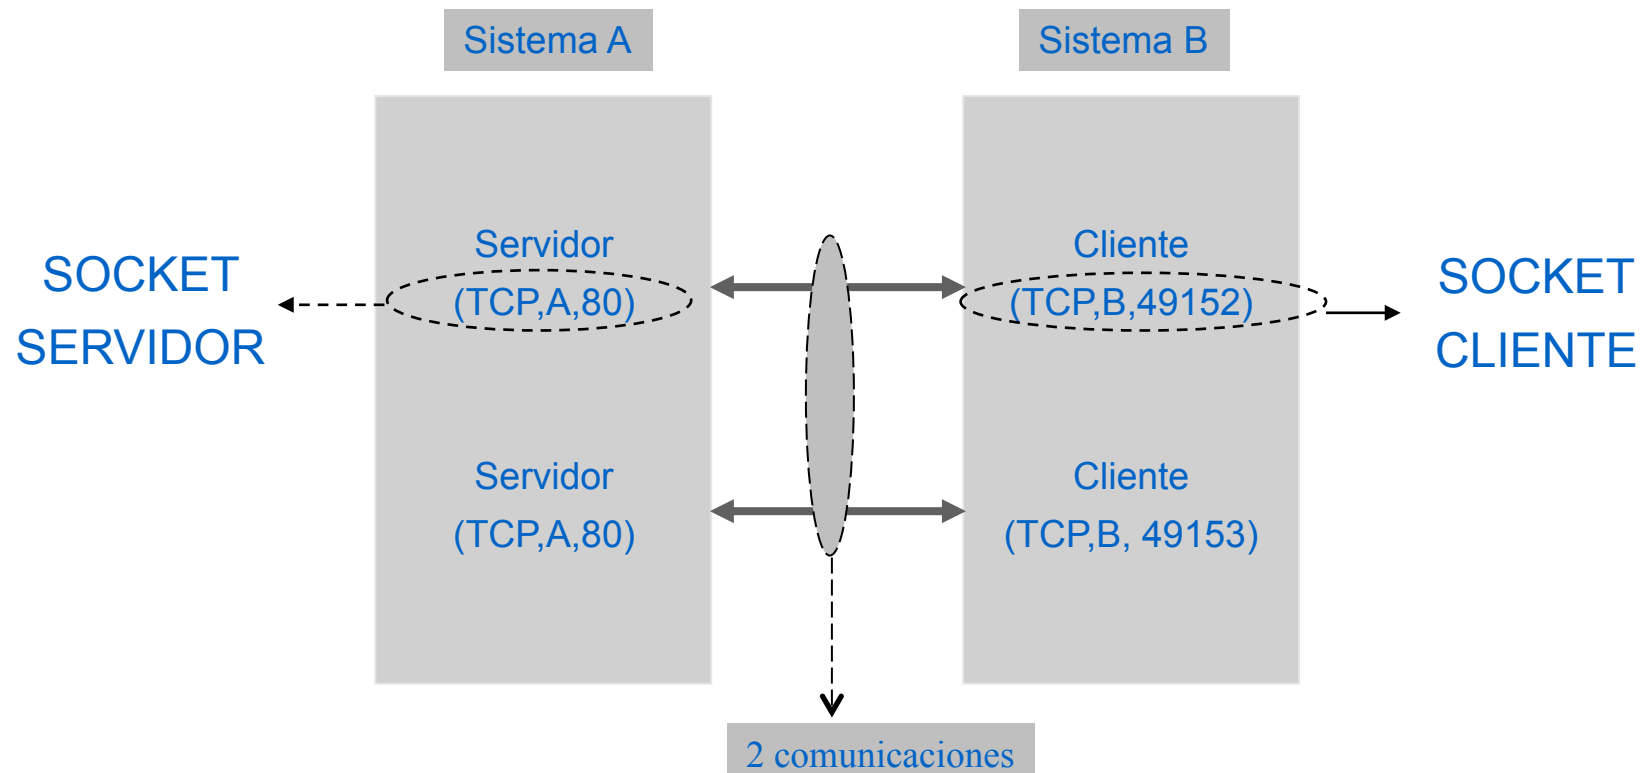 Sistema A
Sistema B
Servidor
(TCP,A,80)
Cliente
(TCP,B,49152)
SOCKET
SERVIDOR
SOCKET
CLIENTE
Servidor
(TCP,A,80)
Cliente
(TCP,B, 49153)
2 comunicaciones